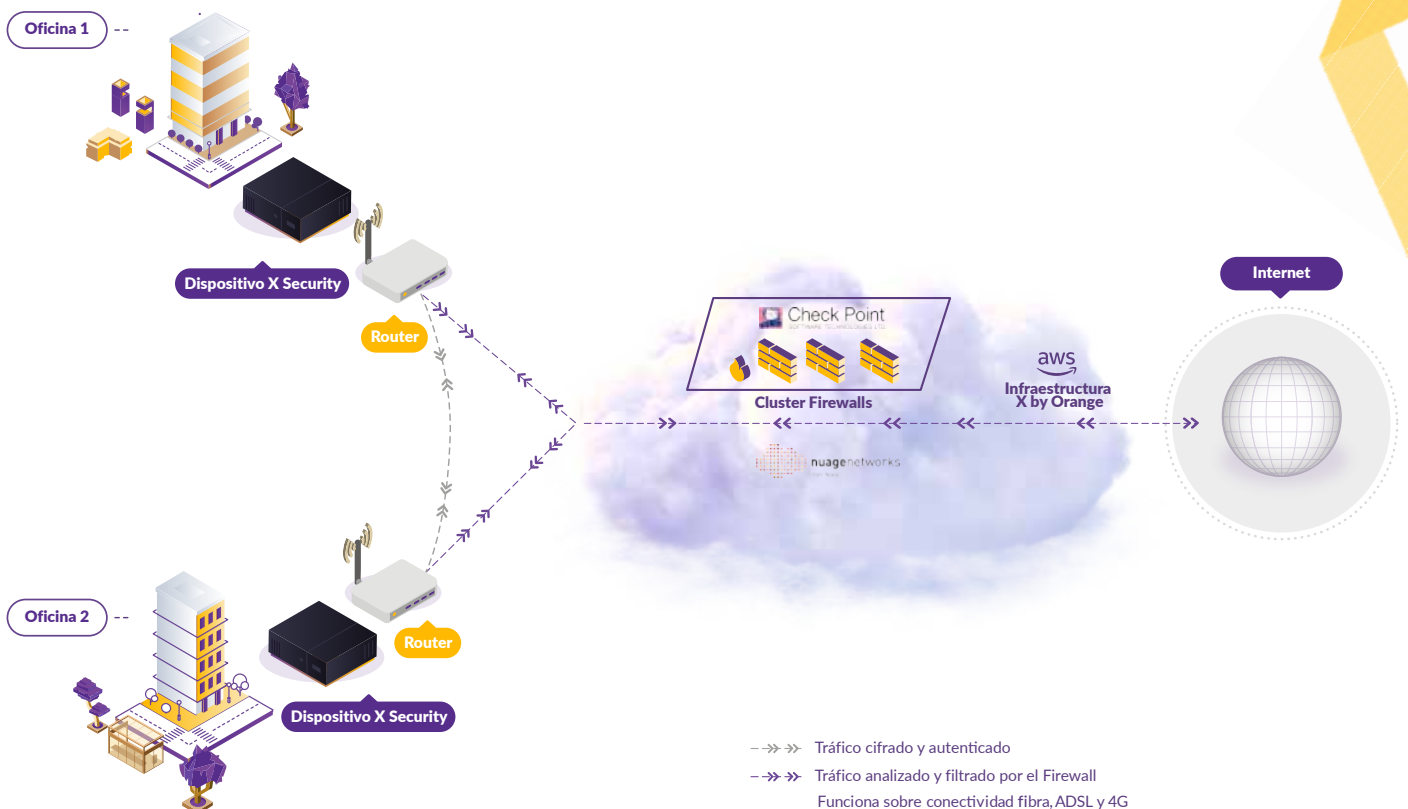 Oficina 1
Dispositivo X Security
Router
Check Point
SOFTWARE TECHNOLOGIES LTD.
Cluster Firewalls
nuagenetworks
aws
Infraestructura
X by Orange
Internet
Oficina 2
Router
Dispositivo X Security
Tráfico cifrado y autenticado
Tráfico analizado y filtrado por el Firewall
Funciona sobre conectividad fibra, ADSL y 4G